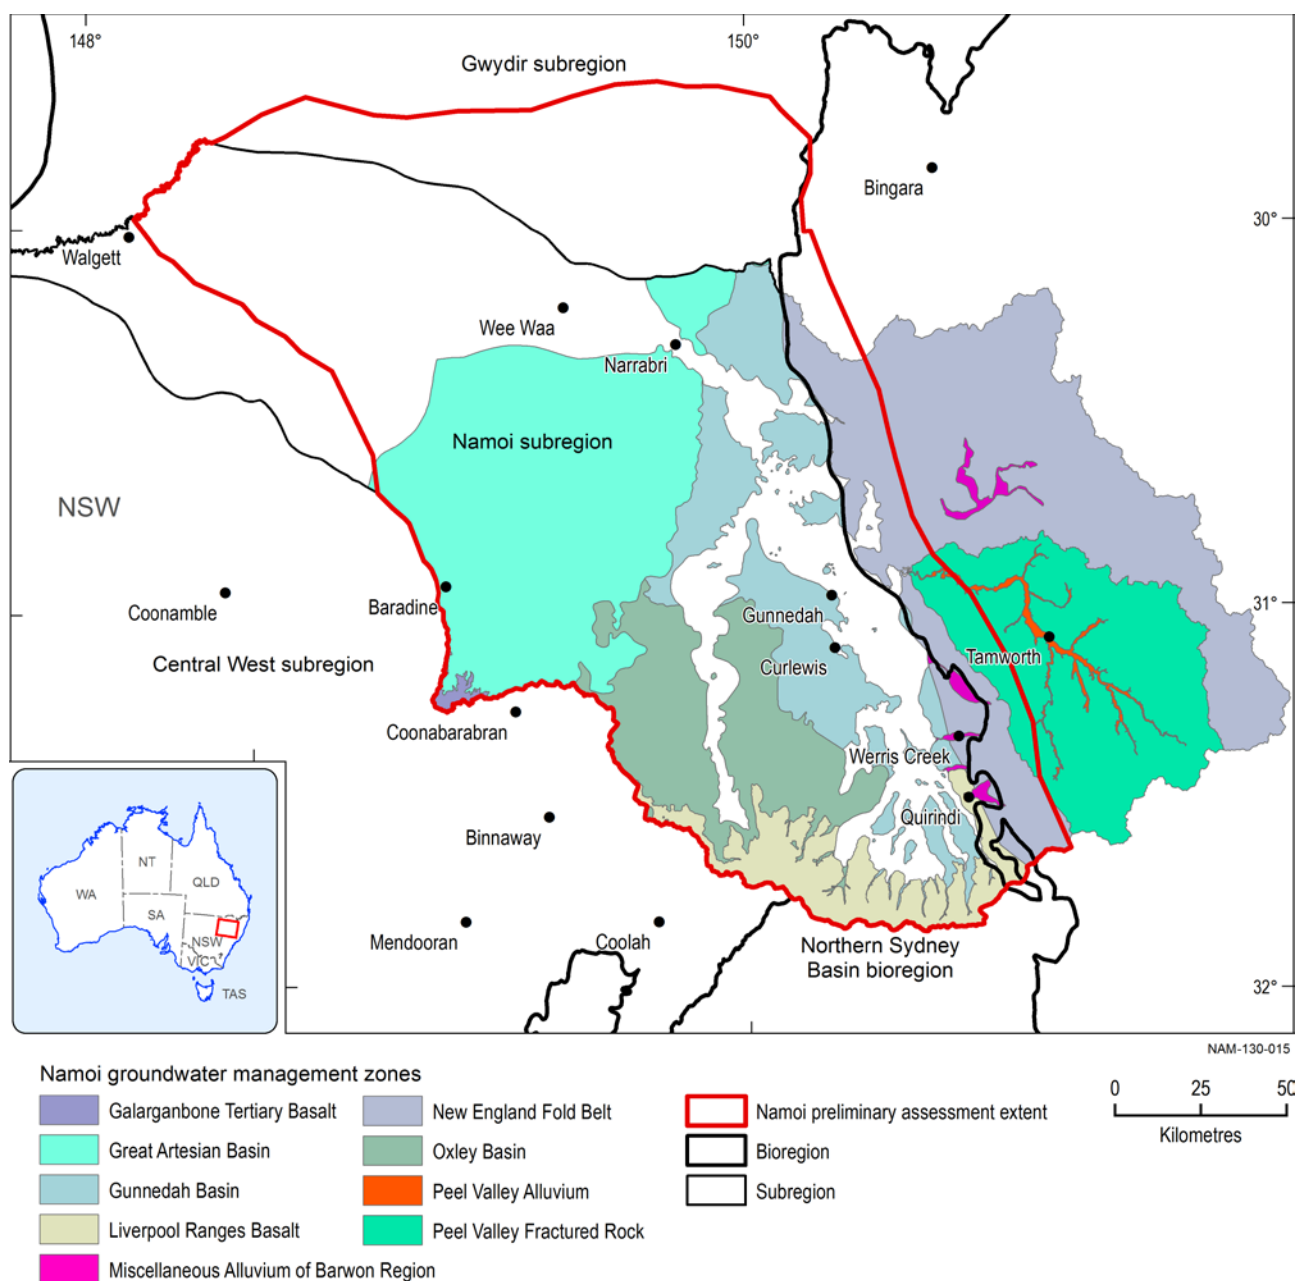 148°
150°
Gwydir subregion
Bingara
30°
Walgett
Wee Waa
Narrabri
Namoi subregion
NSW
31°
Coonamble
Baradine
Gunnedah
Central West subregion
Curlewis
Tamworth
Coonabarabran
Werris Creek
Quirindi
Binnaway
Mendooran
Coolah
Northern Sydney
Basin bioregion
32°
NT
QLD
WA
SA
NSW
VIC
TAS
NAM-130-015
Namoi groundwater management zones
Galarganbone Tertiary Basalt
Great Artesian Basin
Gunnedah Basin
Liverpool Ranges Basalt
Miscellaneous Alluvium of Barwon Region
New England Fold Belt
Oxley Basin
Peel Valley Alluvium
Peel Valley Fractured Rock
Namoi preliminary assessment extent
Bioregion
Subregion
0 25 50
Kilometres